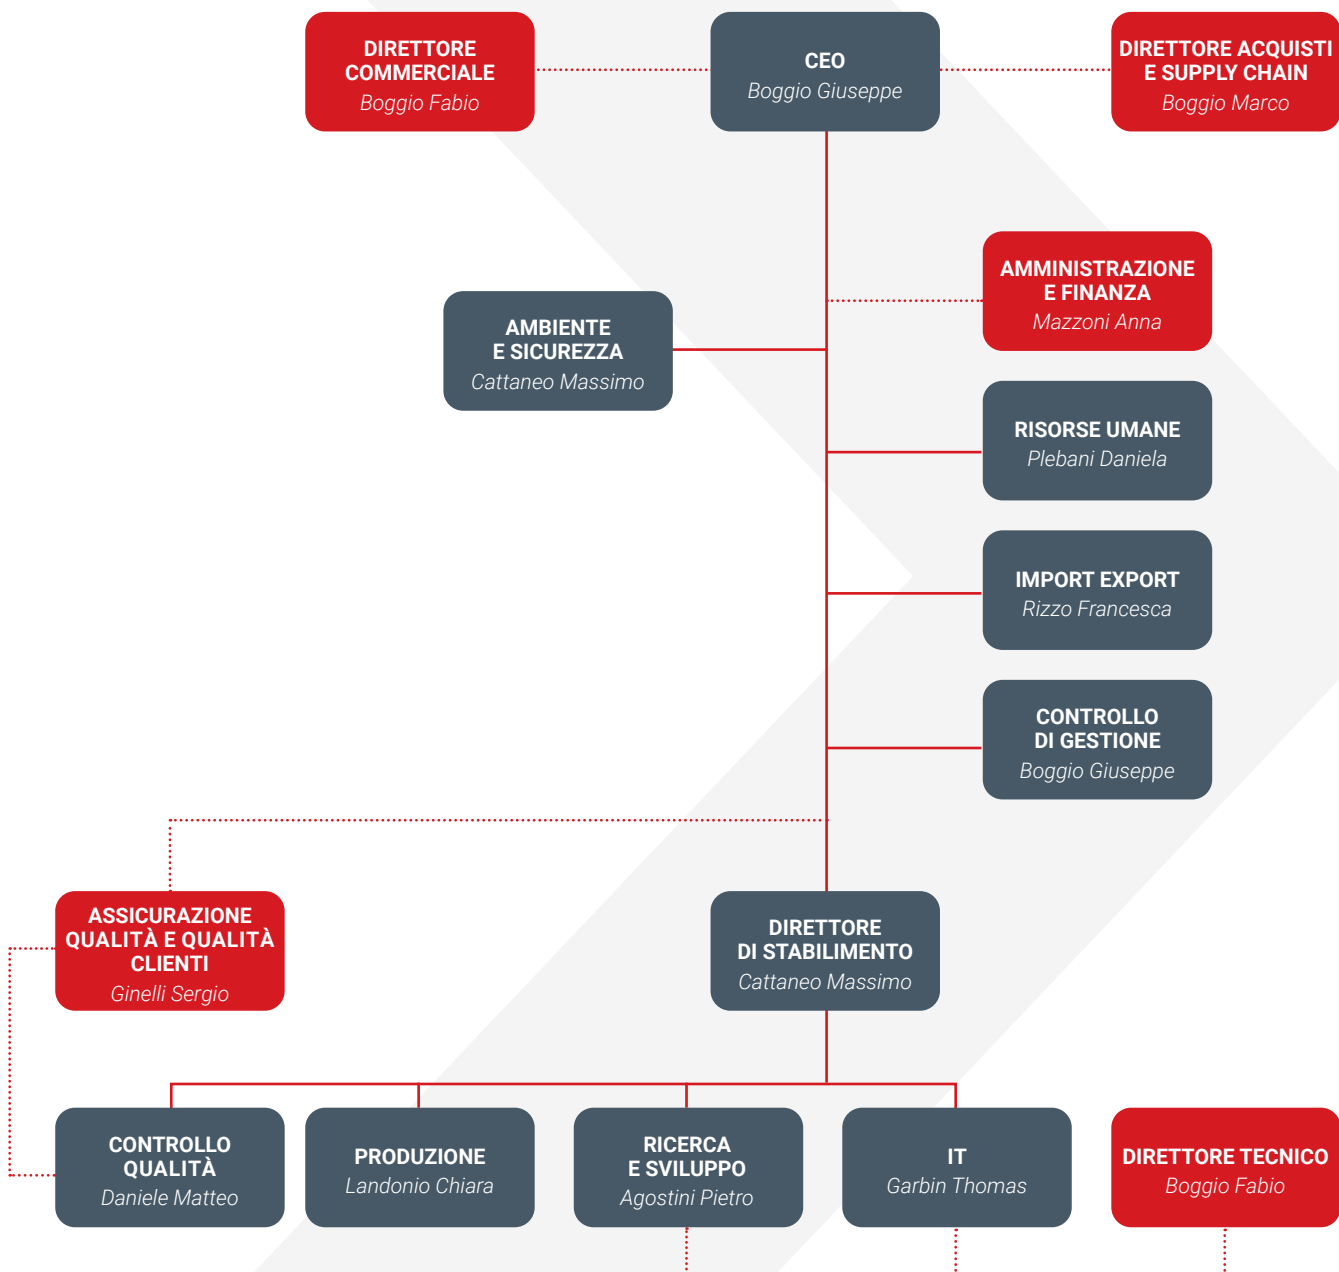 DIRETTORE
COMMERCIALE
Boggio Fabio
CEO
Boggio Giuseppe
DIRETTORE ACQUISTI
E SUPPLY CHAIN
Boggio Marco
AMMINISTRAZIONE
E FINANZA
Mazzoni Anna
AMBIENTE
E SICUREZZA
Cattaneo Massimo
RISORSE UMANE
Plebani Daniela
IMPORT EXPORT
Rizzo Francesca
CONTROLLO
DI GESTIONE
Boggio Giuseppe
ASSICURAZIONE
QUALITÀ E QUALITÀ
CLIENTI
Ginelli Sergio
DIRETTORE
DI STABILIMENTO
Cattaneo Massimo
CONTROLLO
QUALITÀ
Daniele Matteo
PRODUZIONE
Landonio Chiara
RICERCA
E SVILUPPO
Agostini Pietro
IT
Garbin Thomas
DIRETTORE TECNICO
Boggio Fabio